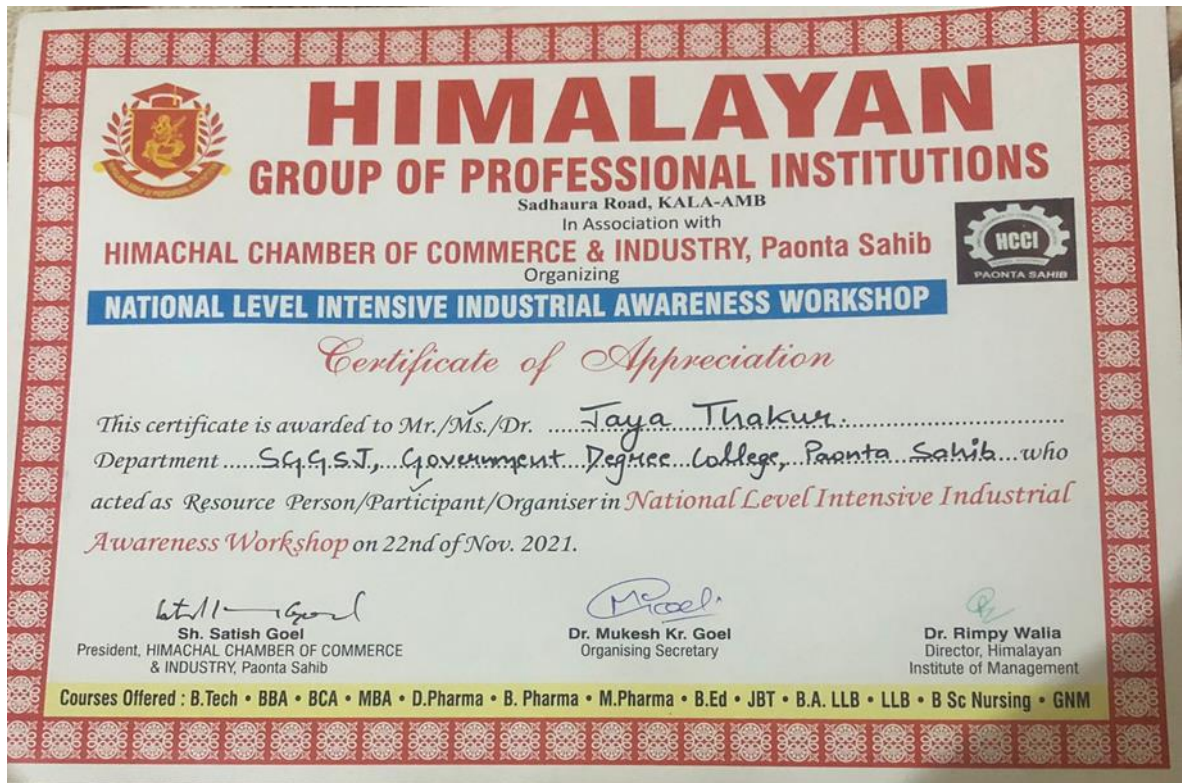 HIMALAYAN
GROUP OF PROFESSIONAL INSTITUTIONS
Sadhaura Road, KALA-AMB
In Association with
HIMACHAL CHAMBER OF COMMERCE & INDUSTRY, Paonta Sahib
HCCI
PAONTA SAHIB
Organizing
NATIONAL LEVEL INTENSIVE INDUSTRIAL AWARENESS WORKSHOP
Certificate of Appreciation
This certificate is awarded to Mr./Ms./Dr. .....Jaya Thakur..............................
Department .....SGGSJ, Government Degree College, Paonta Sahib...who
acted as Resource Person/Participant/Organiser in National Level Intensive Industrial
Awareness Workshop on 22nd of Nov. 2021.
Sh. Satish Goel
President, HIMACHAL CHAMBER OF COMMERCE
& INDUSTRY, Paonta Sahib
Dr. Mukesh Kr. Goel
Organising Secretary
Dr. Rimpy Walia
Director, Himalayan
Institute of Management
Courses Offered : B.Tech • BBA • BCA • MBA • D.Pharma • B. Pharma • M.Pharma • B.Ed • JBT • B.A. LLB • LLB • B Sc Nursing • GNM